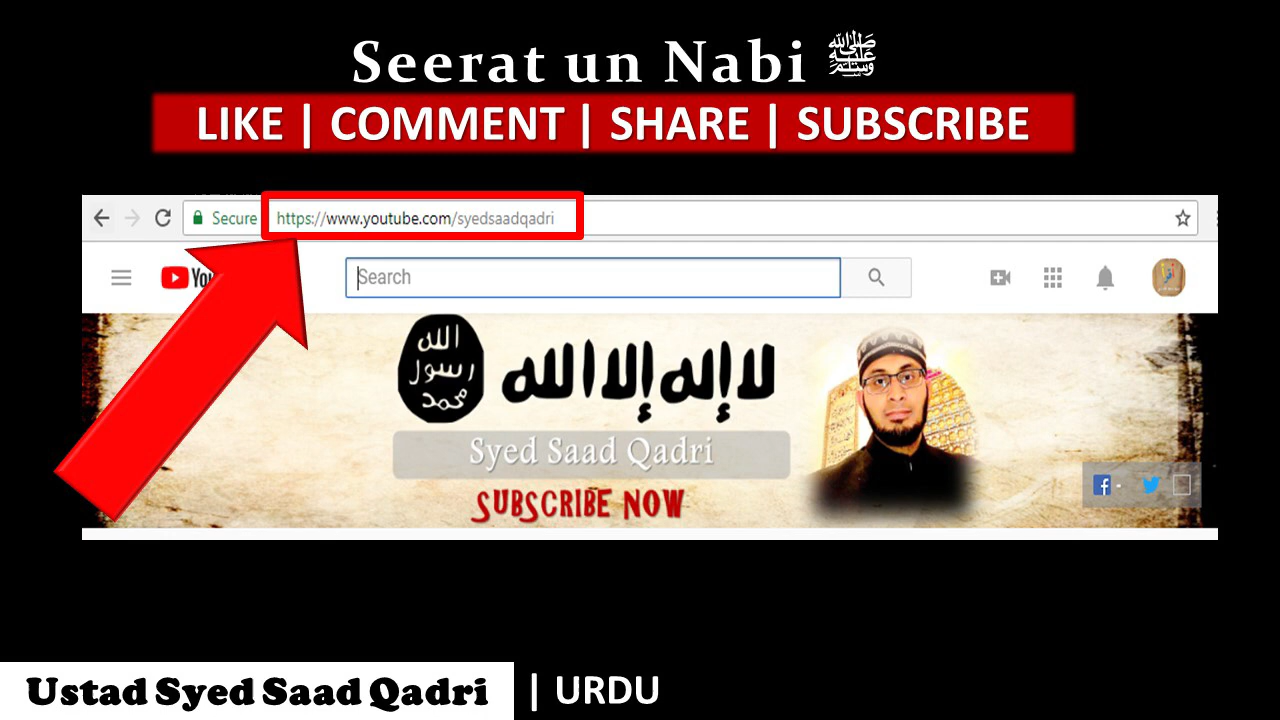 Seerat un Nabi ﷺ
LIKE | COMMENT | SHARE | SUBSCRIBE
Secure https://www.youtube.com/syedsaadqadri
You
Search
لا إله إلا الله
الله
رسول
محمد
Syed Saad Qadri
SUBSCRIBE NOW
Ustad Syed Saad Qadri | URDU